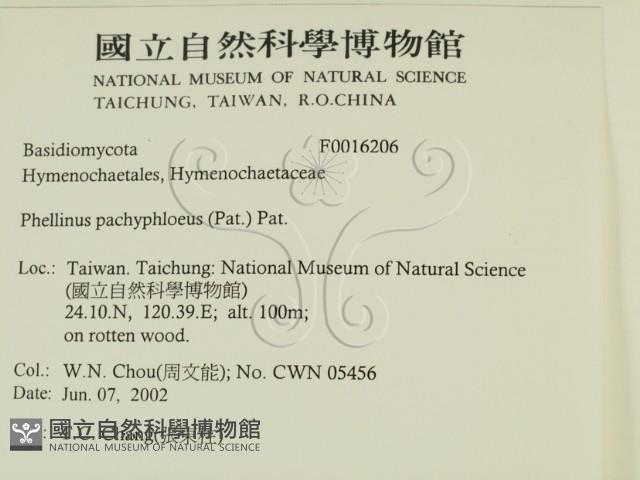 國立自然科學博物館
NATIONAL MUSEUM OF NATURAL SCIENCE
TAICHUNG, TAIWAN, R.O.CHINA
Basidiomycota F0016206
Hymenochaetales, Hymenochaetaceae
Phellinus pachyphloeus (Pat.) Pat.
Loc.: Taiwan. Taichung: National Museum of Natural Science
(國立自然科學博物館)
24.10.N, 120.39.E; alt. 100m;
on rotten wood.
Col.: W.N. Chou(周文能); No. CWN 05456
Date: Jun. 07, 2002
國立自然科學博物館
NATIONAL MUSEUM OF NATURAL SCIENCE